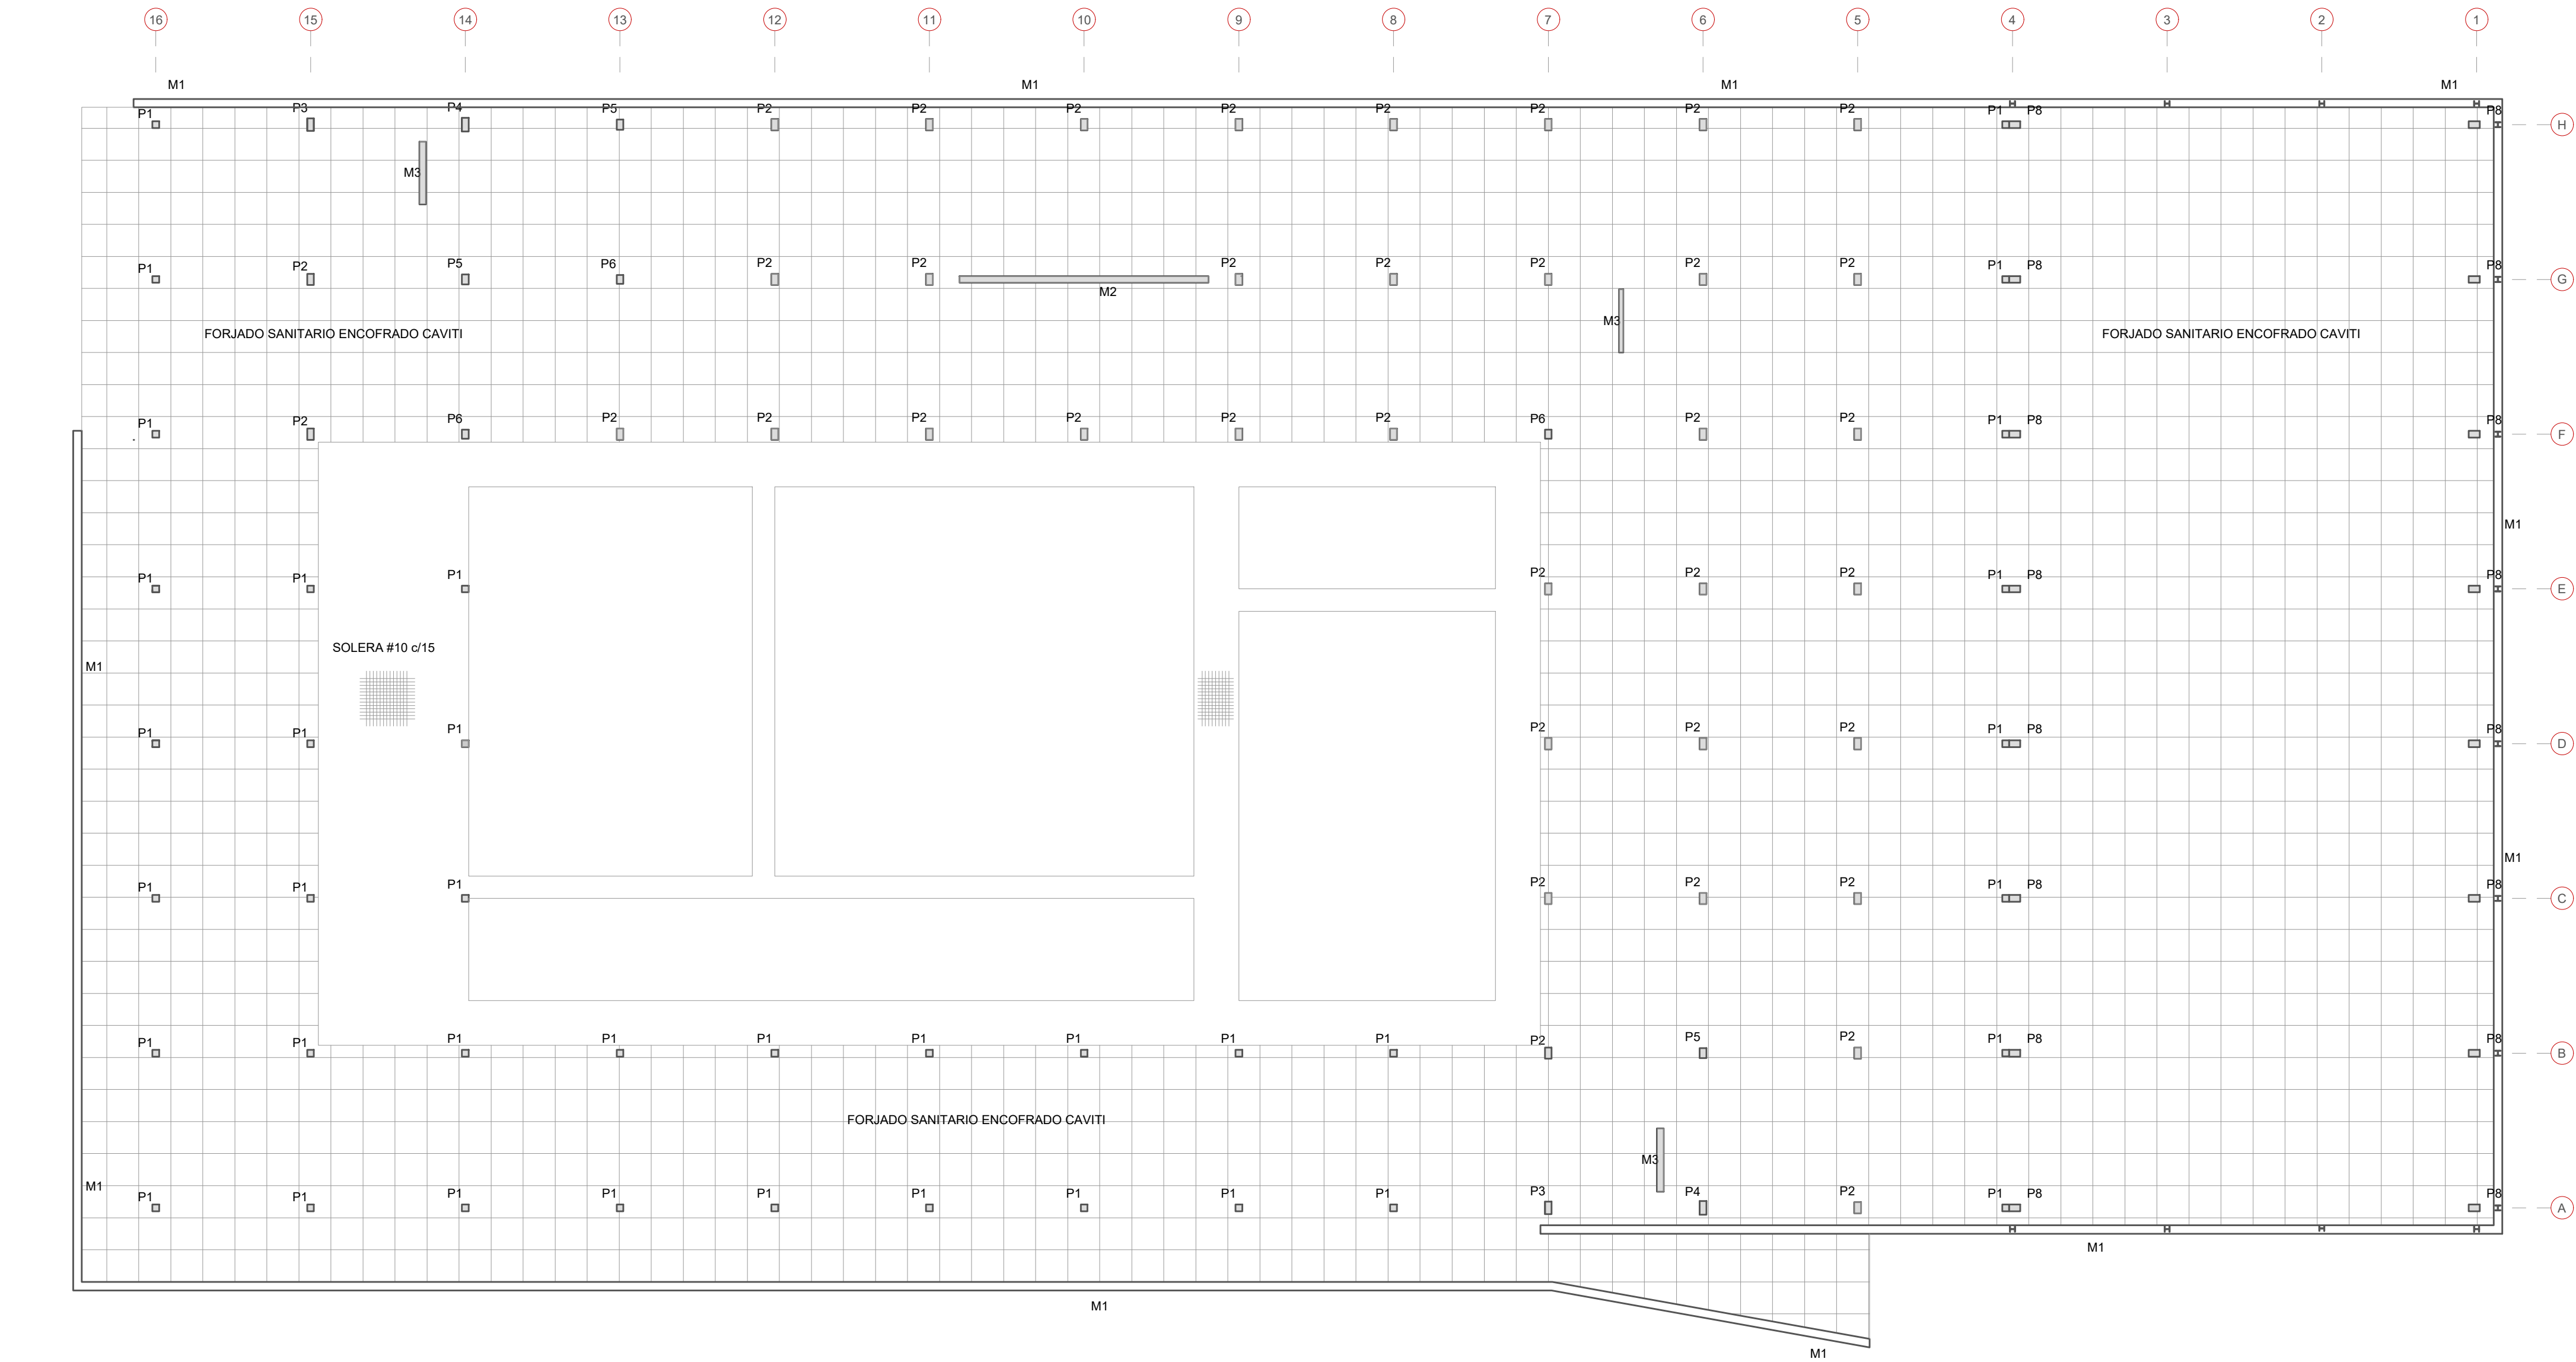 16 15 14 13 12 11 10 9 8 7 6 5 4 3 2 1
M1 M1 M1 M1
P1 P3 P4 P5 P2 P2 P2 P2 P2 P2 P2 P2 P1 P8 P8 H
M3
P1 P2 P5 P6 P2 P2 P2 P2 P2 P2 P2 P1 P8 P8 G
M2
M3
FORJADO SANITARIO ENCOFRADO CAVITI FORJADO SANITARIO ENCOFRADO CAVITI
P1 P2 P6 P2 P2 P2 P2 P2 P2 P6 P2 P2 P1 P8 P8 F
M1
P1 P1 P1 P2 P2 P2 P1 P8 P8 E
SOLERA #10 c/15
M1
P1 P1 P1 P2 P2 P2 P1 P8 P8 D
M1
P1 P1 P1 P2 P2 P2 P1 P8 P8 C
P1 P1 P1 P1 P1 P1 P1 P1 P1 P2 P5 P2 P1 P8 P8 B
FORJADO SANITARIO ENCOFRADO CAVITI
M3
M1
P1 P1 P1 P1 P1 P1 P1 P1 P1 P3 P4 P2 P1 P8 P8 A
M1
M1
M1